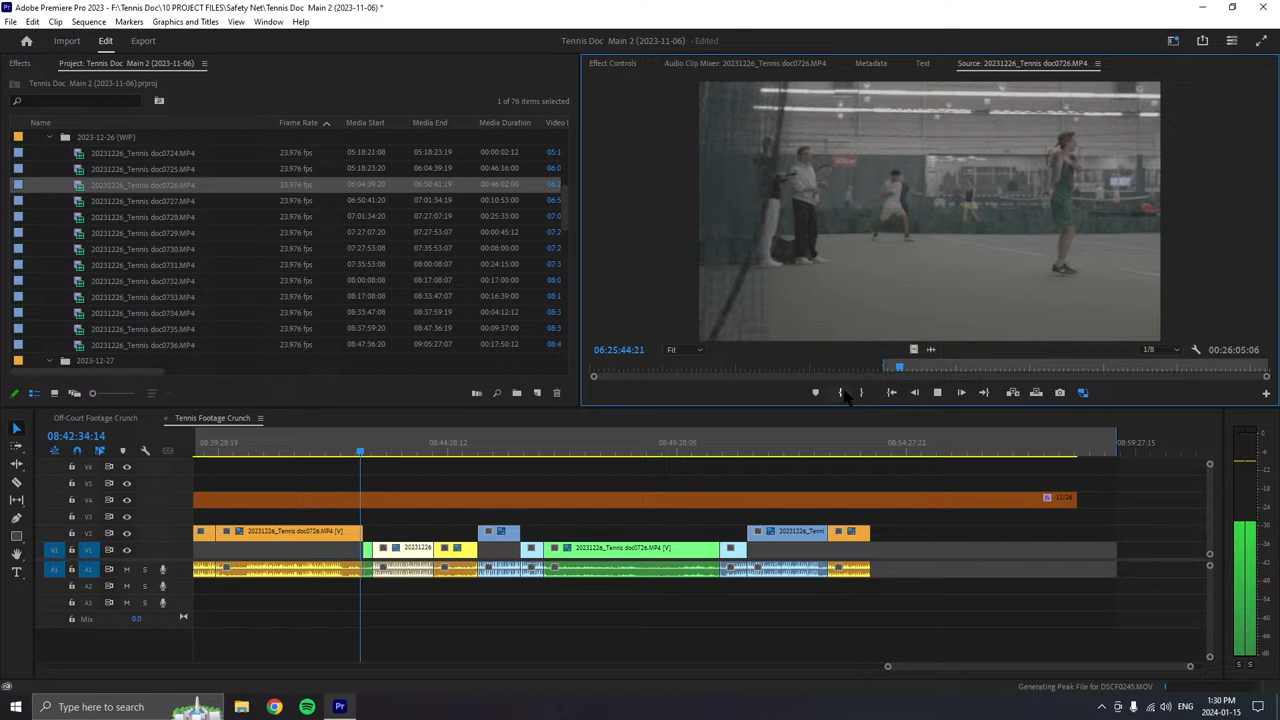 Adobe Premiere Pro 2023 - F:\Tennis Doc\10 PROJECT FILES\Safety Net\Tennis Doc Main 2 (2023-11-06) *
File Edit Clip Sequence Markers Graphics and Titles View Window Help
Import Edit Export Tennis Doc Main 2 (2023-11-06) - Edited
Effects Project: Tennis Doc Main 2 (2023-11-06)
Effect Controls Audio Clip Mixer: 20231226_Tennis doc0726.MP4 Metadata Text Source: 20231226_Tennis doc0726.MP4
Tennis Doc Main 2 (2023-11-06).prproj
1 of 76 items selected
Name Frame Rate Media Start Media End Media Duration Video
2023-12-26 (WIP)
20231226_Tennis doc0724.MP4 23.976 fps 05:18:21:08 05:18:23:19 00:00:02:12 05:1
20231226_Tennis doc0725.MP4 23.976 fps 05:18:23:20 06:04:39:19 00:46:16:00 06:0
20231226_Tennis doc0726.MP4 23.976 fps 06:04:39:20 06:50:41:19 00:46:02:00 06:2
20231226_Tennis doc0727.MP4 23.976 fps 06:50:41:20 07:01:34:19 00:10:53:00 06:5
20231226_Tennis doc0728.MP4 23.976 fps 07:01:34:20 07:27:07:19 00:25:33:00 07:0
20231226_Tennis doc0729.MP4 23.976 fps 07:27:07:20 07:27:53:07 00:00:45:12 07:2
20231226_Tennis doc0730.MP4 23.976 fps 07:27:53:08 07:35:53:07 00:08:00:00 07:2
20231226_Tennis doc0731.MP4 23.976 fps 07:35:53:08 08:00:08:07 00:24:15:00 07:3
20231226_Tennis doc0732.MP4 23.976 fps 08:00:08:08 08:17:08:07 00:17:00:00 08:0
20231226_Tennis doc0733.MP4 23.976 fps 08:17:08:08 08:33:47:07 00:16:39:00 08:1
20231226_Tennis doc0734.MP4 23.976 fps 08:33:47:08 08:37:59:19 00:04:12:12 08:3
20231226_Tennis doc0735.MP4 23.976 fps 08:37:59:20 08:47:36:19 00:09:37:00 08:3
20231226_Tennis doc0736.MP4 23.976 fps 08:47:36:20 09:05:27:07 00:17:50:12 08:4
2023-12-27
06:25:44:21 Fit 1/8 00:26:05:06
Off-Court Footage Crunch × Tennis Footage Crunch
08:42:34:14
08:39:28:19 08:44:28:12 08:49:28:05 08:54:27:22 08:59:27:15
V6
V5
V4
11/26
V3
V2
20231226_Tennis doc0726.MP4 [V] 20231226_Tenni
V1 V1
20231226 20231226_Tennis doc0726.MP4 [V]
A1 A1 M S
A2 M S
A3 M S
Mix 0.0
0
-6
-12
-18
-24
-30
-36
-42
-48
-54
dB
S S
Generating Peak File for DSCF0245.MOV
Type here to search
ENG
1:30 PM
2024-01-15